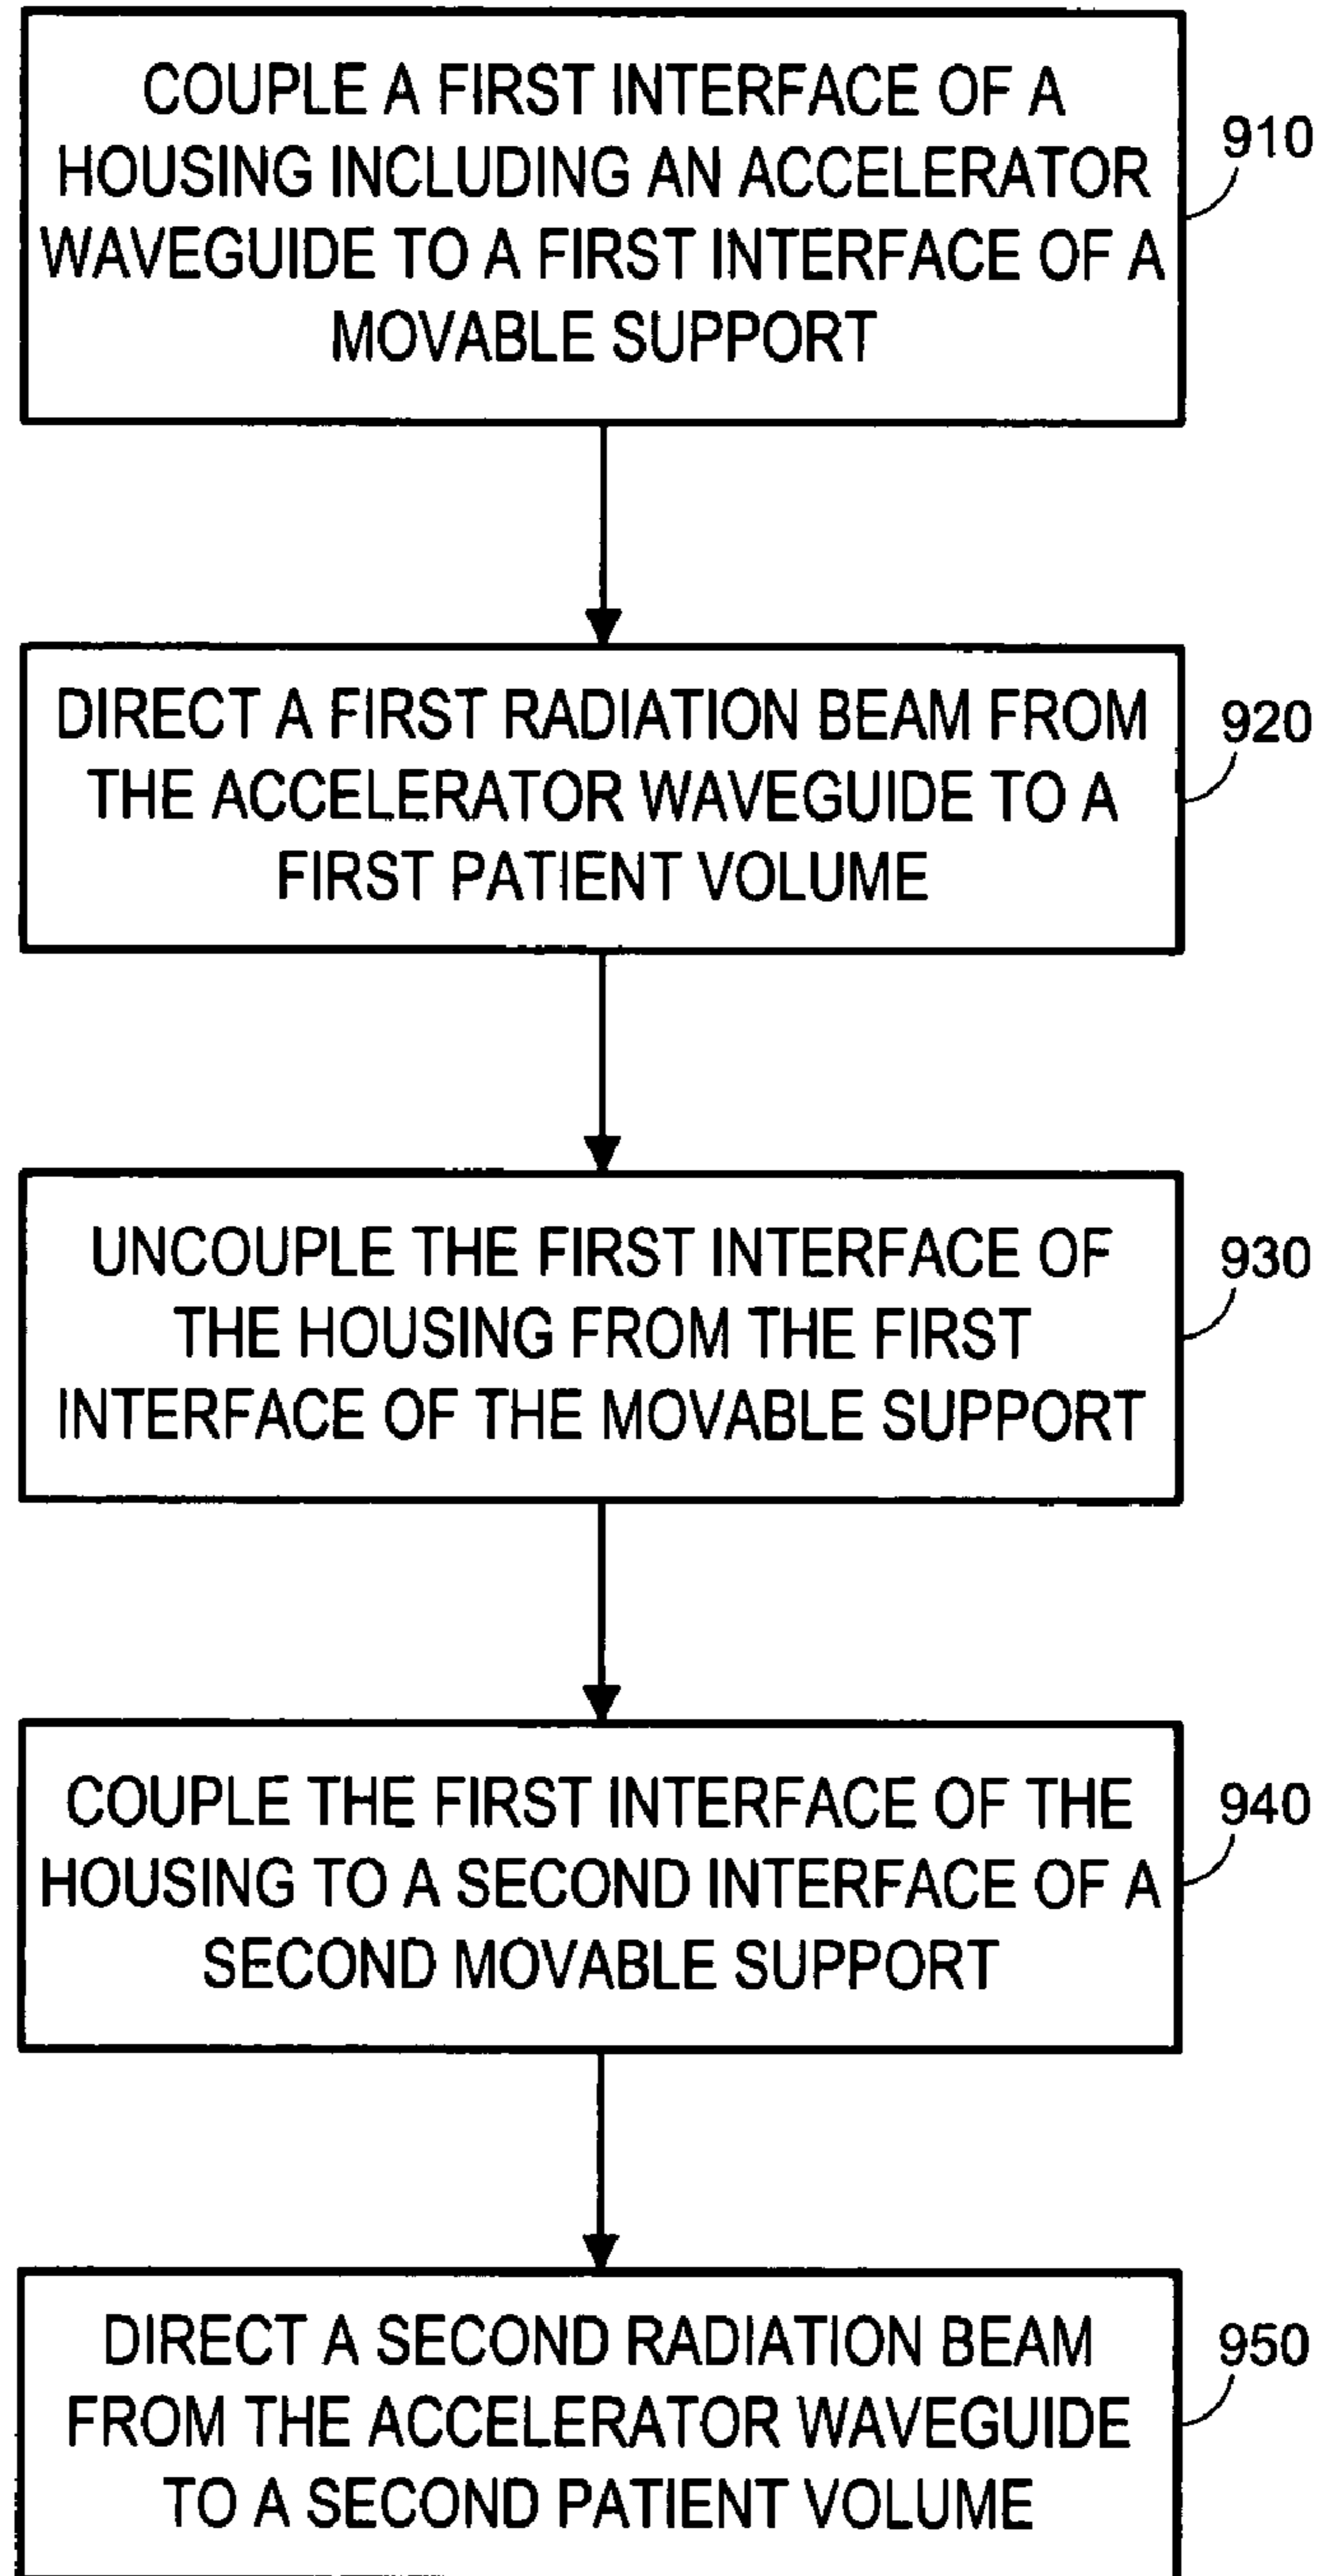 COUPLE A FIRST INTERFACE OF A
HOUSING INCLUDING AN ACCELERATOR
WAVEGUIDE TO A FIRST INTERFACE OF A
MOVABLE SUPPORT
910
DIRECT A FIRST RADIATION BEAM FROM
THE ACCELERATOR WAVEGUIDE TO A
FIRST PATIENT VOLUME
920
UNCOUPLE THE FIRST INTERFACE OF
THE HOUSING FROM THE FIRST
INTERFACE OF THE MOVABLE SUPPORT
930
COUPLE THE FIRST INTERFACE OF THE
HOUSING TO A SECOND INTERFACE OF A
SECOND MOVABLE SUPPORT
940
DIRECT A SECOND RADIATION BEAM
FROM THE ACCELERATOR WAVEGUIDE
TO A SECOND PATIENT VOLUME
950